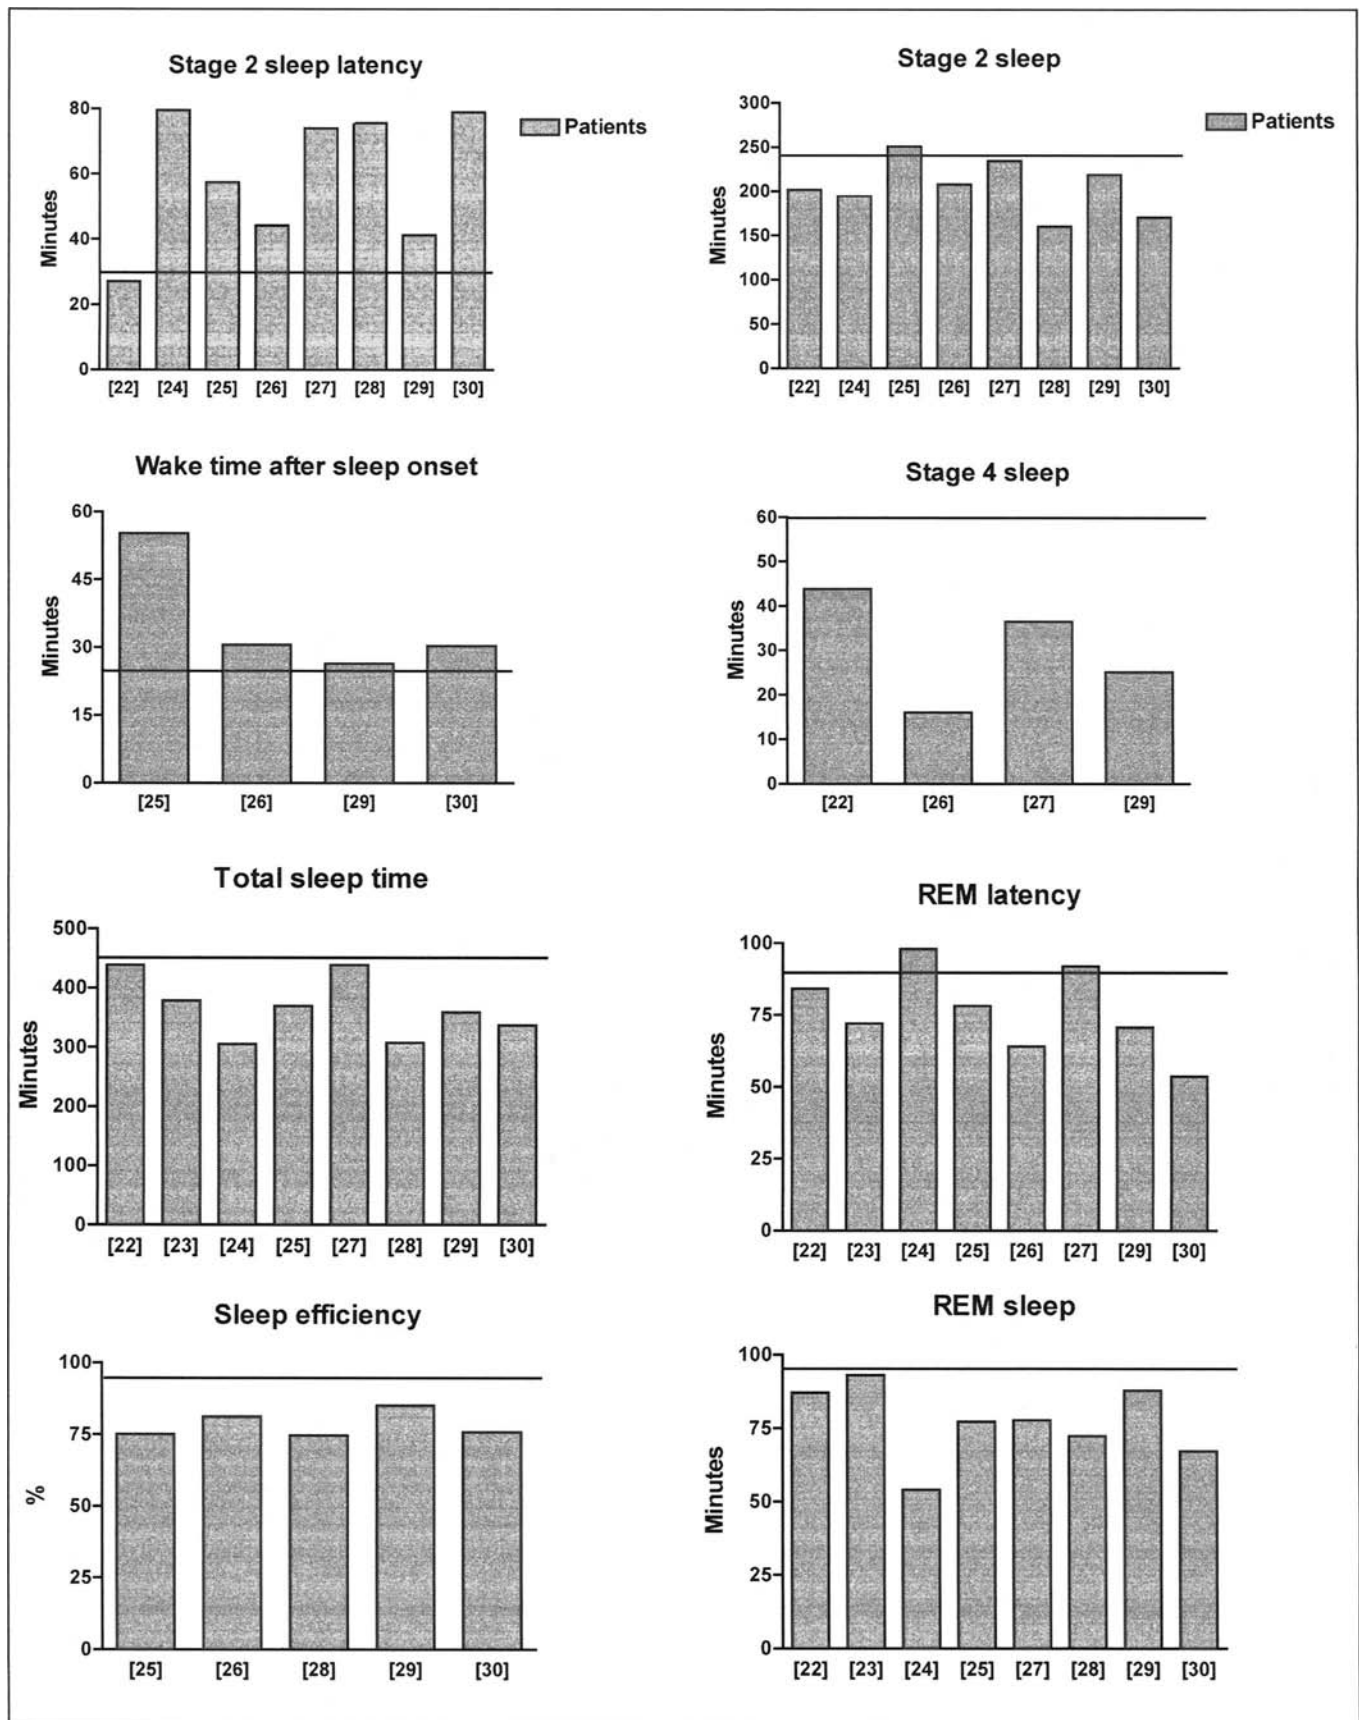 Stage 2 sleep latency
Minutes
80
60
40
20
0
[22] [24] [25] [26] [27] [28] [29] [30]
Patients
Stage 2 sleep
Minutes
300
250
200
150
100
50
0
[22] [24] [25] [26] [27] [28] [29] [30]
Patients
Wake time after sleep onset
Minutes
60
45
30
15
0
[25] [26] [29] [30]
Stage 4 sleep
Minutes
60
50
40
30
20
10
0
[22] [26] [27] [29]
Total sleep time
Minutes
500
400
300
200
100
0
[22] [23] [24] [25] [27] [28] [29] [30]
REM latency
Minutes
100
75
50
25
0
[22] [23] [24] [25] [26] [27] [29] [30]
Sleep efficiency
%
100
75
50
25
0
[25] [26] [28] [29] [30]
REM sleep
Minutes
100
75
50
25
0
[22] [23] [24] [25] [27] [28] [29] [30]